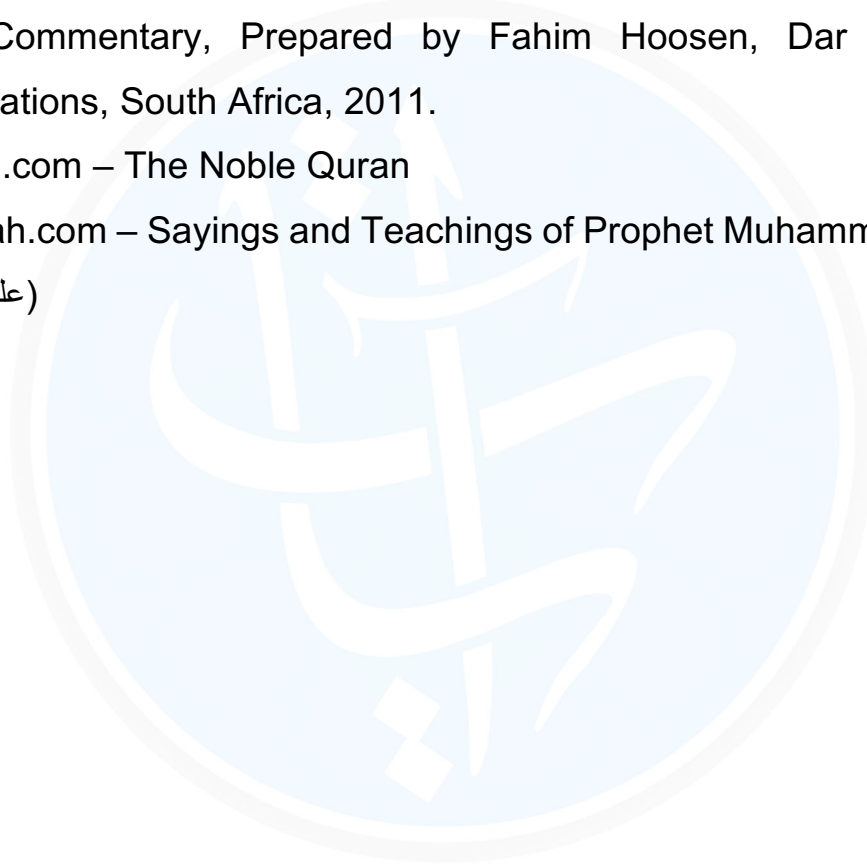 Commentary, Prepared by Fahim Hoosen, Dar
ations, South Africa, 2011.
.com – The Noble Quran
ah.com – Sayings and Teachings of Prophet Muhamm
(عل